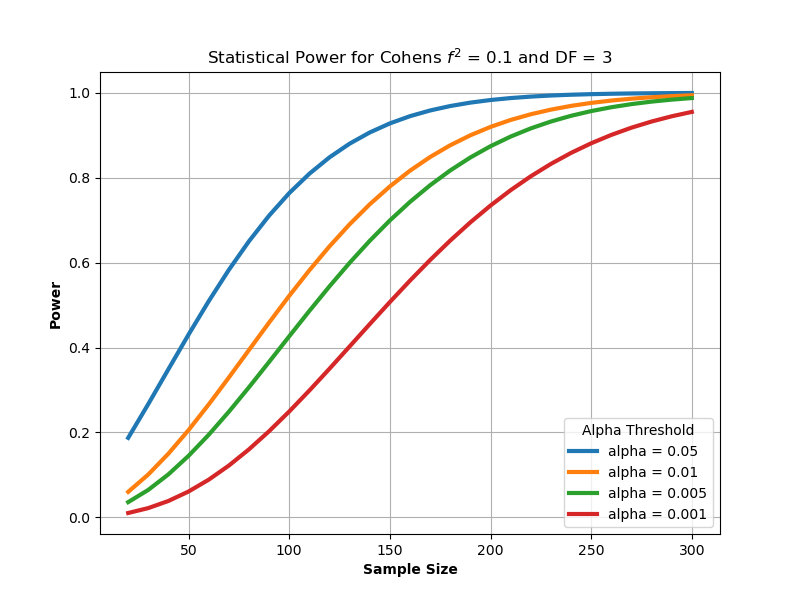 Statistical Power for Cohens f² = 0.1 and DF = 3
1.0
0.8
0.6
0.4
0.2
0.0
Power
50
100
150
200
250
300
Sample Size
Alpha Threshold
alpha = 0.05
alpha = 0.01
alpha = 0.005
alpha = 0.001